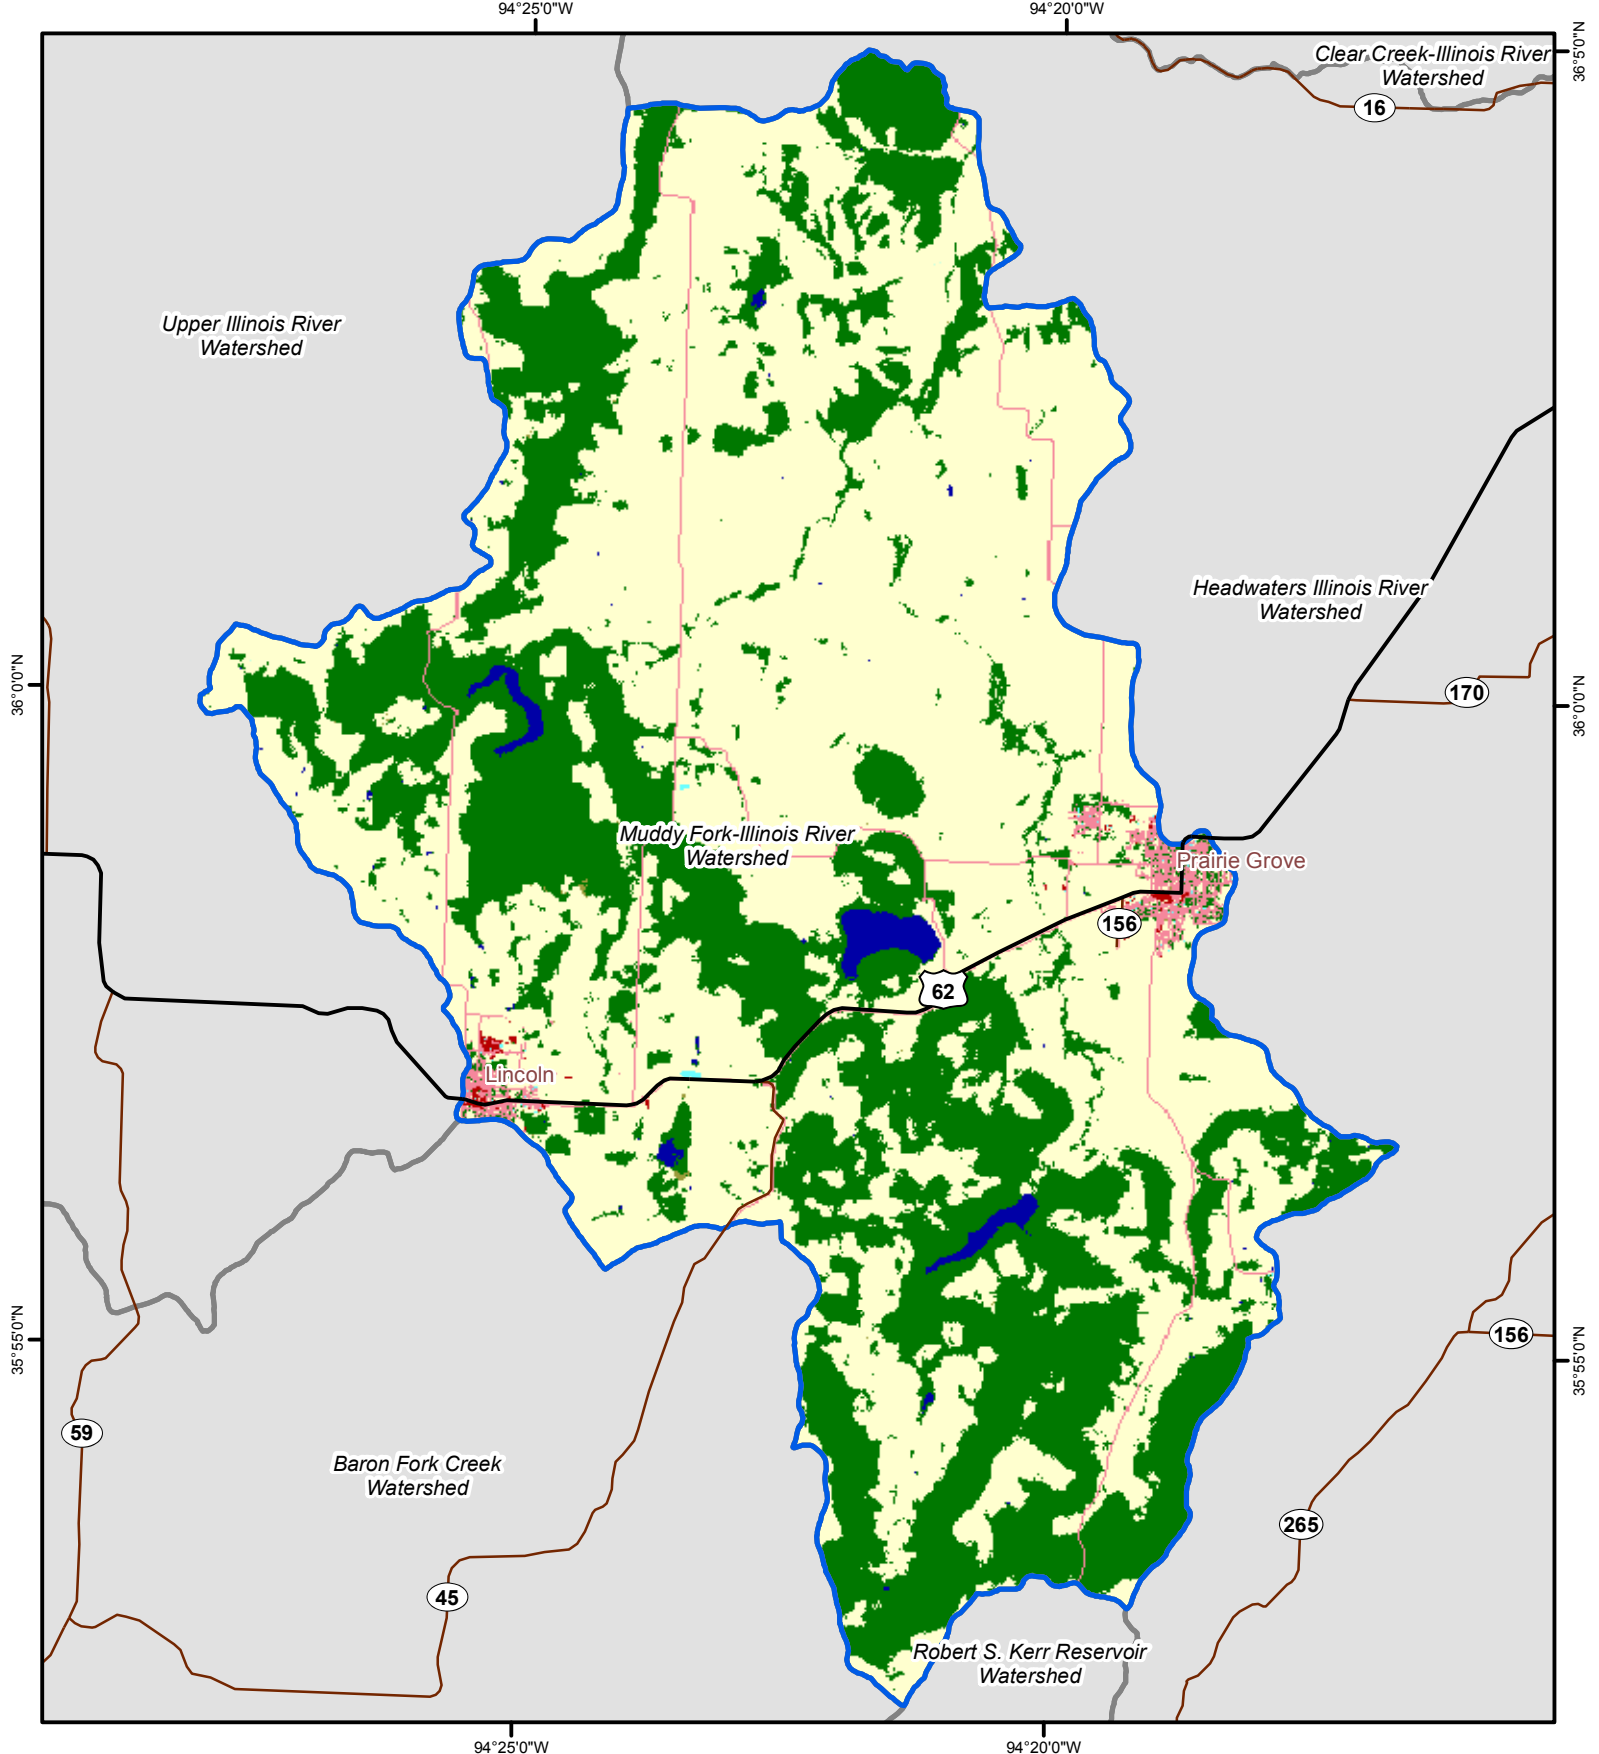 94°25'0"W
94°20'0"W
36°5'0"N
Clear Creek-Illinois River
Watershed
16
Upper Illinois River
Watershed
Headwaters Illinois River
Watershed
36°0'0"N
170
36°0'0"N
Muddy Fork-Illinois River
Watershed
Prairie Grove
156
62
Lincoln
35°55'0"N
156
35°55'0"N
59
Baron Fork Creek
Watershed
265
45
Robert S. Kerr Reservoir
Watershed
94°25'0"W
94°20'0"W